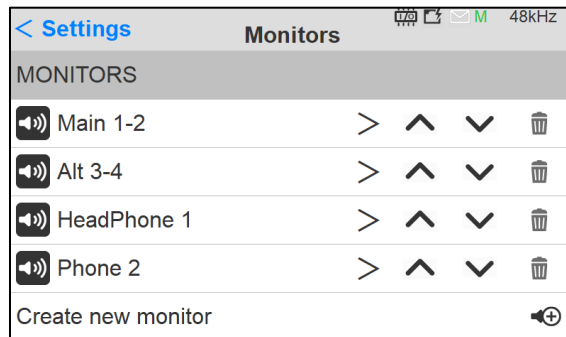 < Settings
Monitors
I/O
M
48kHz
MONITORS
Main 1-2
Alt 3-4
HeadPhone 1
Phone 2
Create new monitor